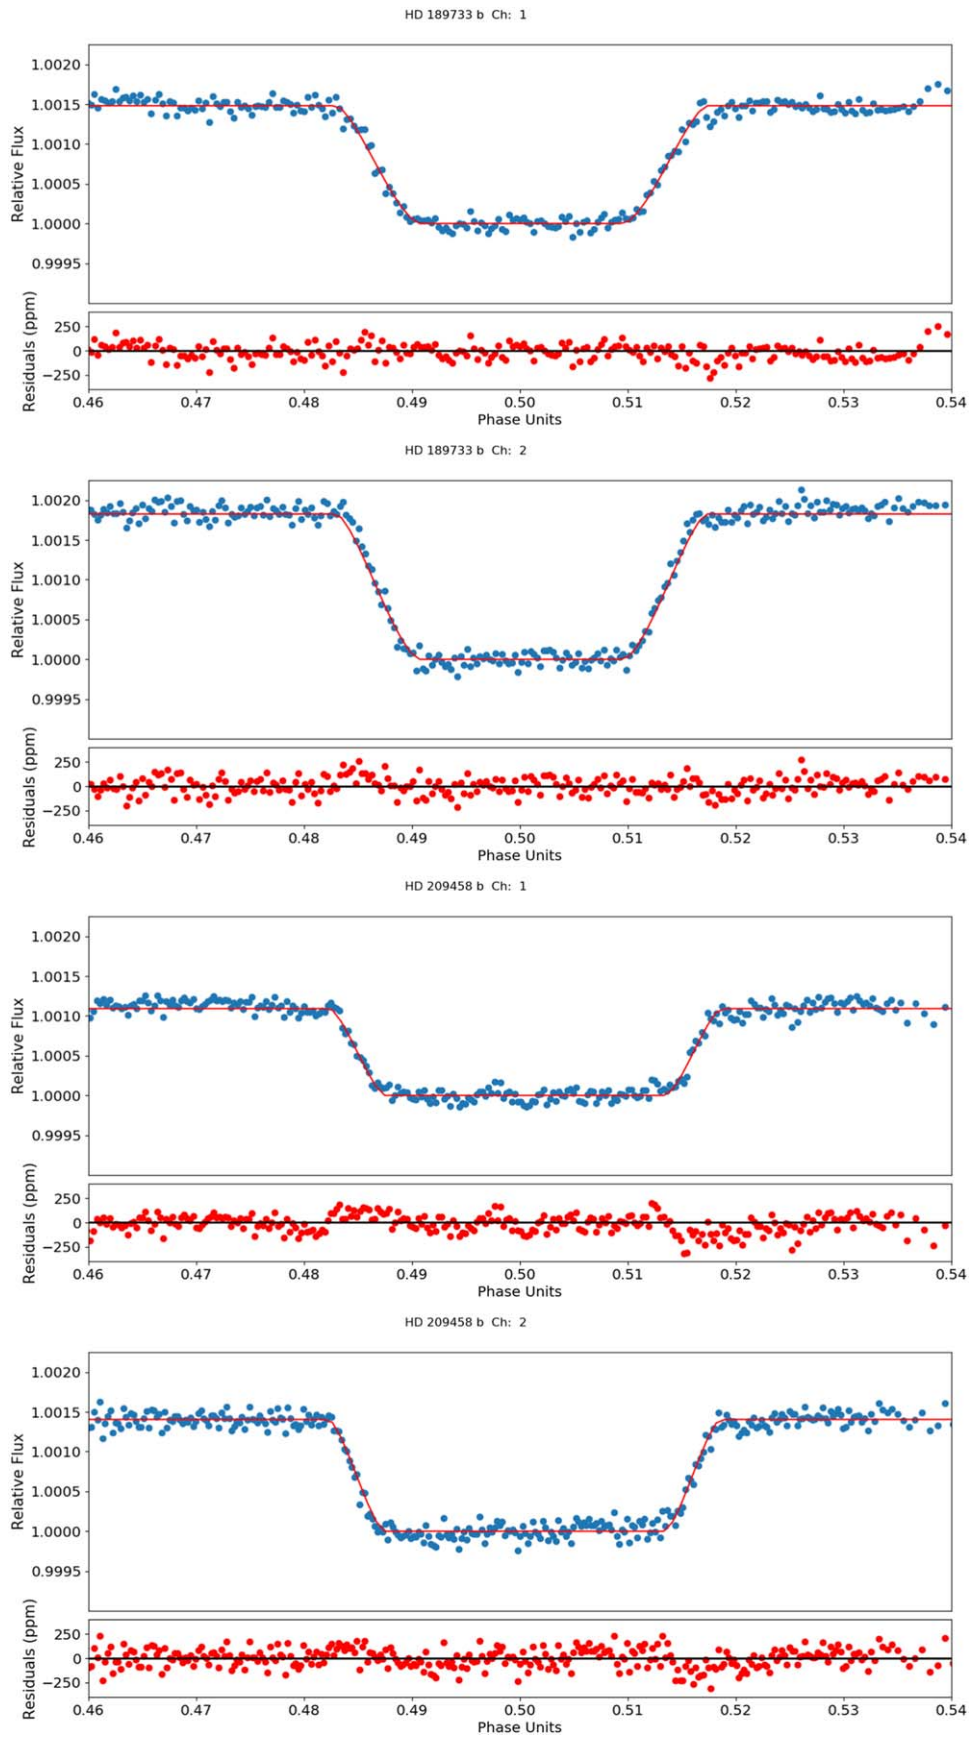 HD 189733 b Ch: 1
Relative Flux
1.0020
1.0015
1.0010
1.0005
1.0000
0.9995
Residuals (ppm)
250
0
−250
0.46 0.47 0.48 0.49 0.50 0.51 0.52 0.53 0.54
Phase Units
HD 189733 b Ch: 2
Relative Flux
1.0020
1.0015
1.0010
1.0005
1.0000
0.9995
Residuals (ppm)
250
0
−250
0.46 0.47 0.48 0.49 0.50 0.51 0.52 0.53 0.54
Phase Units
HD 209458 b Ch: 1
Relative Flux
1.0020
1.0015
1.0010
1.0005
1.0000
0.9995
Residuals (ppm)
250
0
−250
0.46 0.47 0.48 0.49 0.50 0.51 0.52 0.53 0.54
Phase Units
HD 209458 b Ch: 2
Relative Flux
1.0020
1.0015
1.0010
1.0005
1.0000
0.9995
Residuals (ppm)
250
0
−250
0.46 0.47 0.48 0.49 0.50 0.51 0.52 0.53 0.54
Phase Units